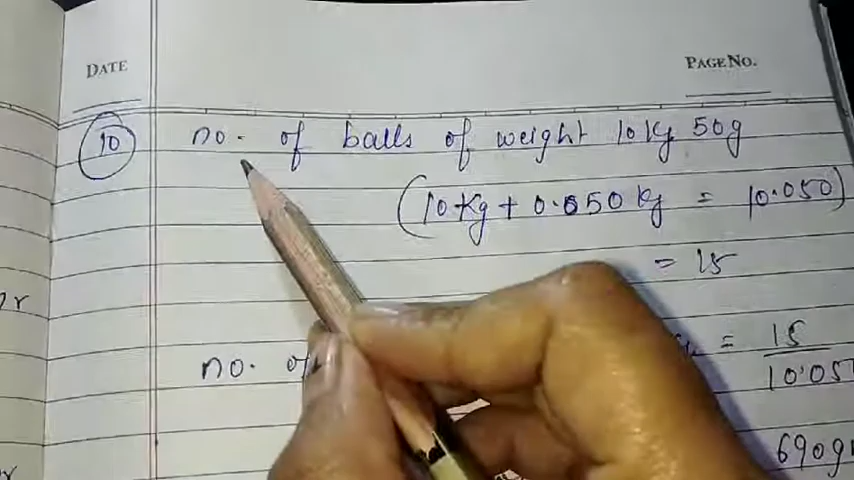 DATE
PAGE NO.
10 no. of balls of weight 10Kg 50g
(10Kg + 0.050 Kg = 10.050)
= 15
= 15
10.05
no.
690g